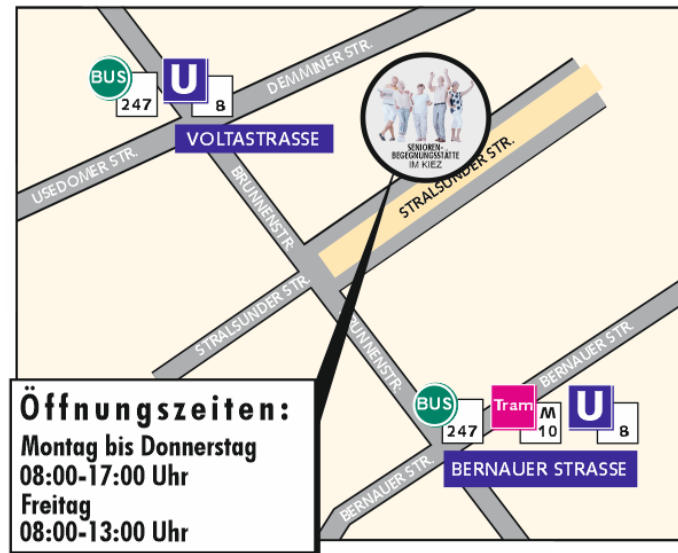 DEMMINER STR.
BUS
247
U
8
VOLTASTRASSE
USEDOMER STR.
SENIOREN-
BEGEGNUNGSSTÄTTE
IM KIEZ
BRUNNENSTR.
STRALSUNDER STR.
STRALSUNDER STR.
BRUNNENSTR.
BERNAUER STR.
BUS
247
Tram
M
10
U
8
BERNAUER STRASSE
BERNAUER STR.
Öffnungszeiten:
Montag bis Donnerstag
08:00-17:00 Uhr
Freitag
08:00-13:00 Uhr